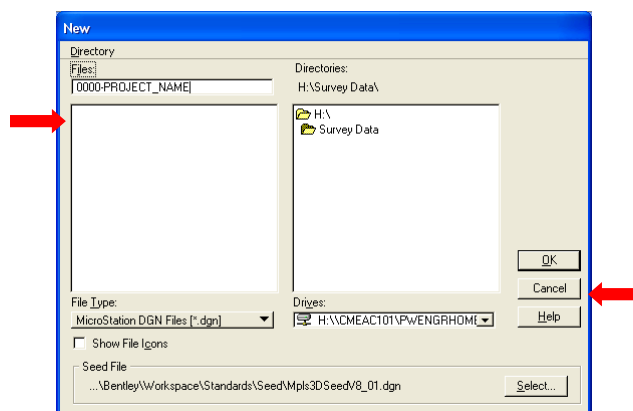 New
Directory
Files:
0000-PROJECT_NAME
Directories:
H:\Survey Data\
H:\
Survey Data
OK
Cancel
Help
File Type:
MicroStation DGN Files [*.dgn]
Drives:
H:\\CMEAC101\PWENGRHOME
Show File Icons
Seed File
...\Bentley\Workspace\Standards\Seed\Mpls3DSeedV8_01.dgn
Select...